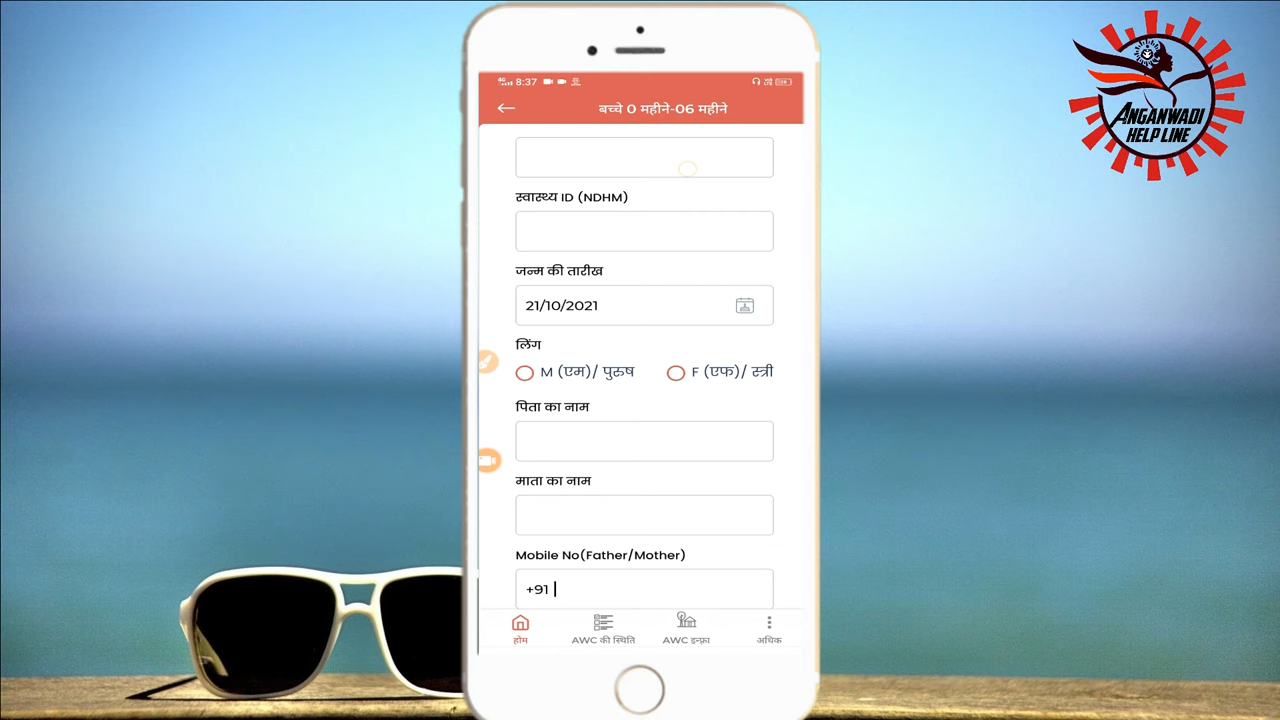 ANGANWADI
HELP LINE
4G 8:37
बच्चे 0 महीने-06 महीने
स्वास्थ्य ID (NDHM)
जन्म की तारीख
21/10/2021
लिंग
M (एम)/ पुरुष F (एफ)/ स्त्री
पिता का नाम
माता का नाम
Mobile No(Father/Mother)
+91
होम AWC की स्थिति AWC इन्फ्रा अधिक